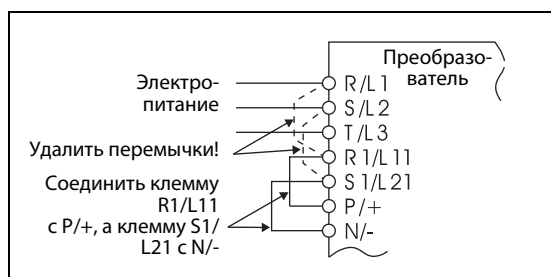 Преобразо-
ватель
Электро-
питание
R/L1
S/L2
T/L3
Удалить перемычки!
R1/L11
Соединить клемму
R1/L11
с P/+, а клемму S1/
L21 с N/-
S1/L21
P/+
N/-